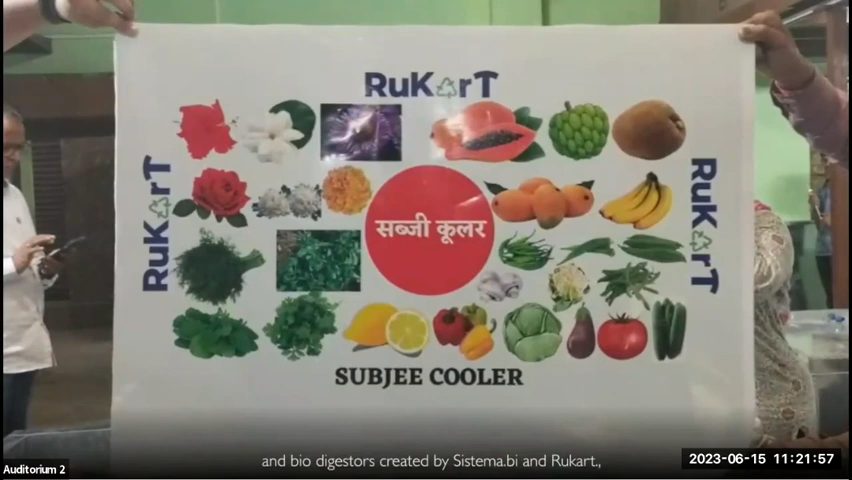 RuKarT
RuKarT
RuKarT
सब्जी कूलर
SUBJEE COOLER
and bio digestors created by Sistema.bi and Rukart.,
Auditorium 2
2023-06-15 11:21:57